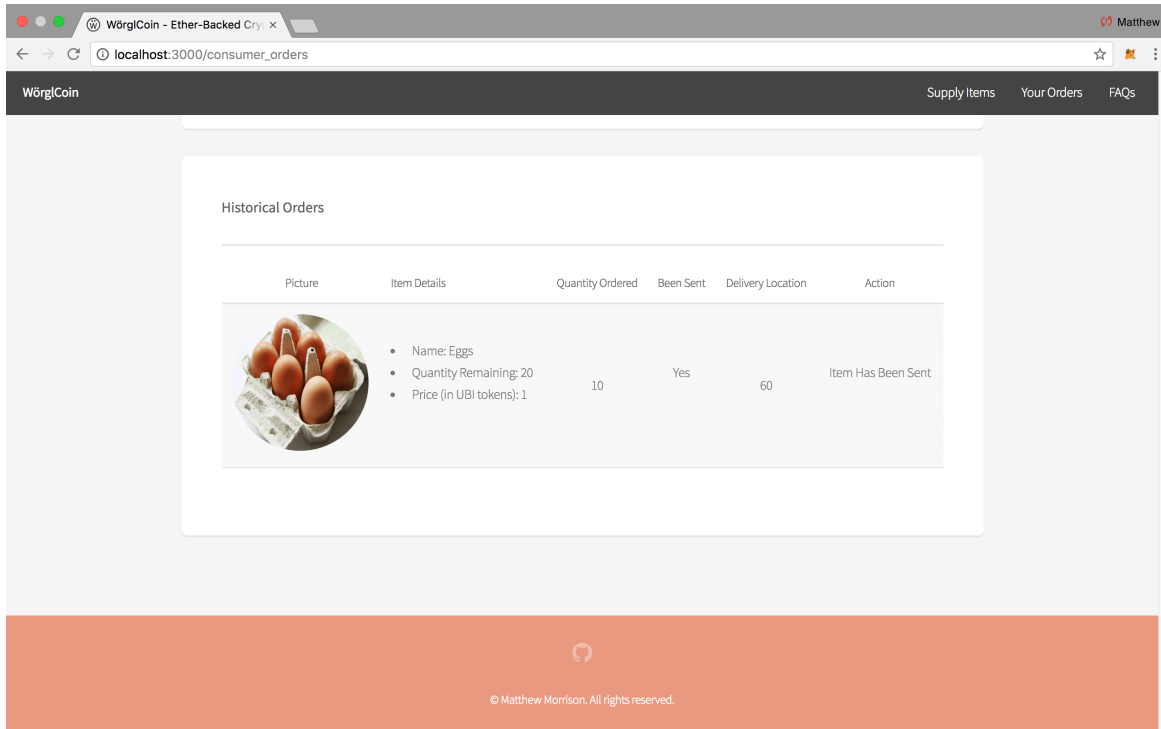 WörglCoin - Ether-Backed Cry
Matthew
localhost:3000/consumer_orders
WörglCoin
Supply Items
Your Orders
FAQs
Historical Orders
Picture
Item Details
Quantity Ordered
Been Sent
Delivery Location
Action
Name: Eggs
Quantity Remaining: 20
Price (in UBI tokens): 1
10
Yes
60
Item Has Been Sent
© Matthew Morrison. All rights reserved.